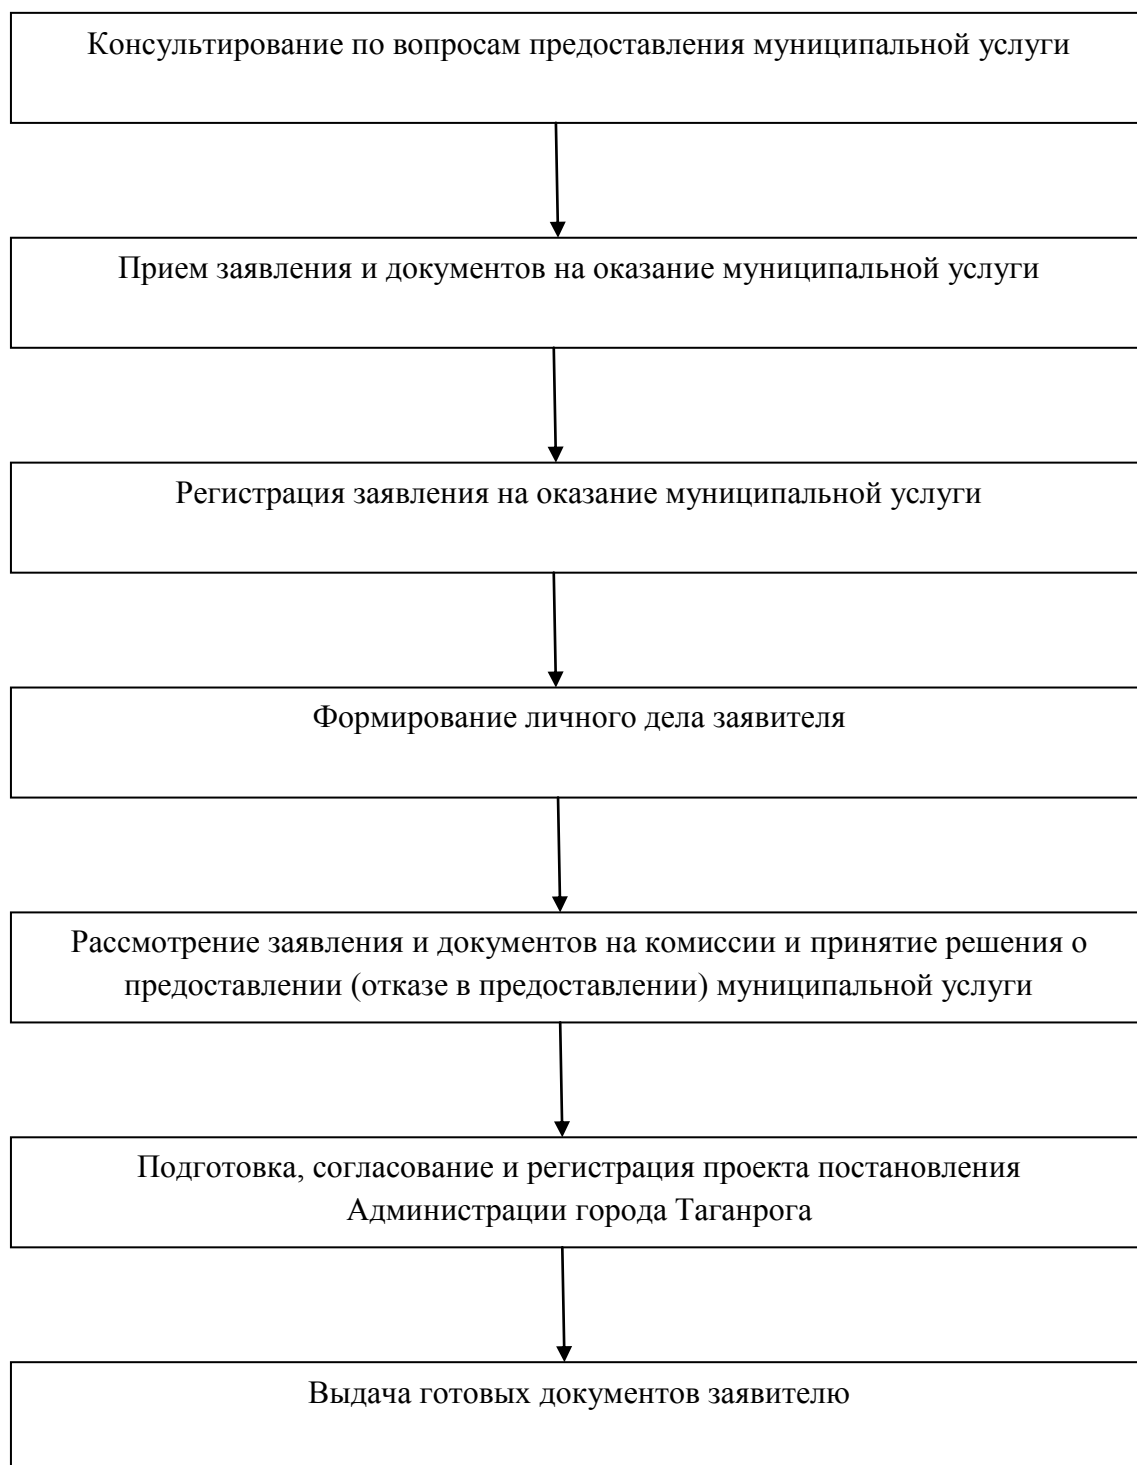 Консультирование по вопросам предоставления муниципальной услуги
Прием заявления и документов на оказание муниципальной услуги
Регистрация заявления на оказание муниципальной услуги
Формирование личного дела заявителя
Рассмотрение заявления и документов на комиссии и принятие решения о
предоставлении (отказе в предоставлении) муниципальной услуги
Подготовка, согласование и регистрация проекта постановления
Администрации города Таганрога
Выдача готовых документов заявителю